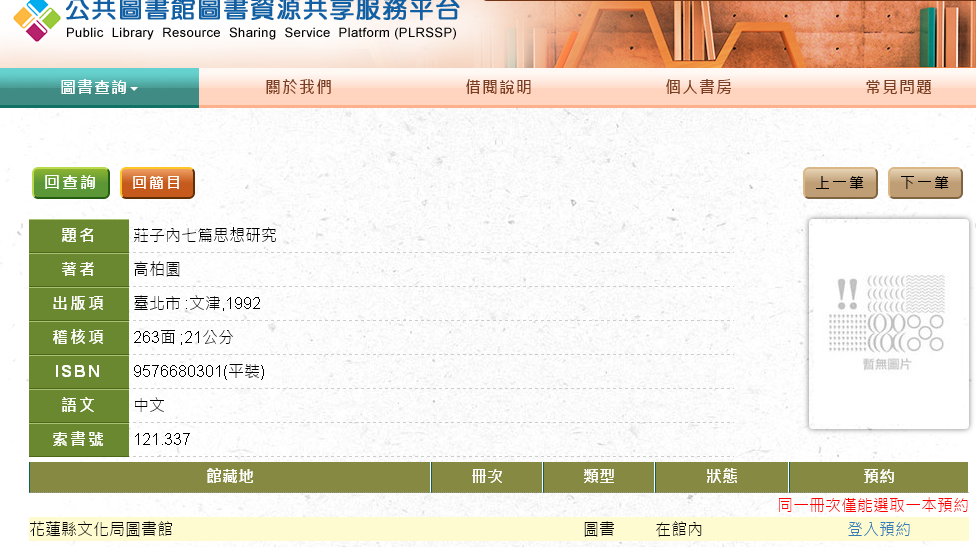 公共圖書館圖書資源共享服務平台
Public Library Resource Sharing Service Platform (PLRSSP)
圖書查詢 關於我們 借閱說明 個人書房 常見問題
回查詢 回簡目 上一筆 下一筆
題名 莊子內七篇思想研究
著者 高柏園
出版項 臺北市 :文津,1992
稽核項 263面 ;21公分
ISBN 9576680301(平裝)
語文 中文
索書號 121.337
!!
暫無圖片
館藏地 冊次 類型 狀態 預約
同一冊次僅能選取一本預約
花蓮縣文化局圖書館 圖書 在館內 登入預約